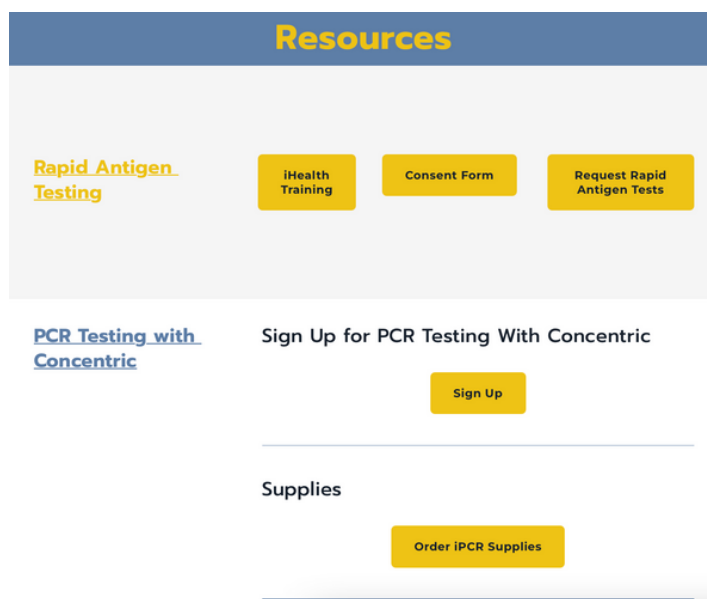 Resources
Rapid Antigen
Testing
iHealth
Training
Consent Form
Request Rapid
Antigen Tests
PCR Testing with
Concentric
Sign Up for PCR Testing With Concentric
Sign Up
Supplies
Order iPCR Supplies